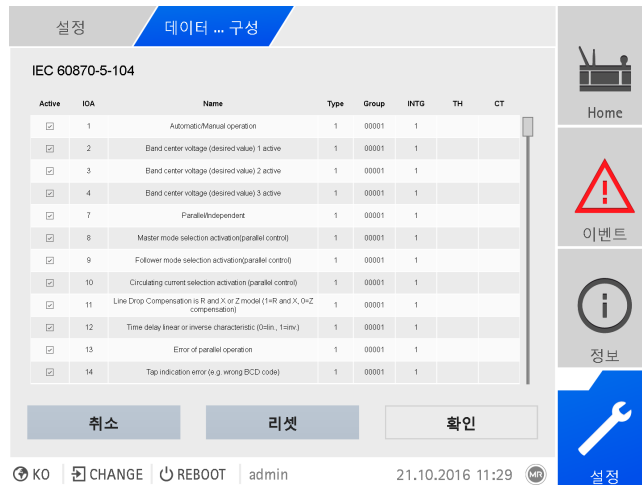 설정
데이터 ... 구성
IEC 60870-5-104
Active IOA Name Type Group INTG TH CT
1 Automatic/Manual operation 1 00001 1
2 Band center voltage (desired value) 1 active 1 00001 1
3 Band center voltage (desired value) 2 active 1 00001 1
4 Band center voltage (desired value) 3 active 1 00001 1
7 Parallel/Independent 1 00001 1
8 Master mode selection activation(parallel control) 1 00001 1
9 Follower mode selection activation(parallel control) 1 00001 1
10 Circulating current selection activation (parallel control) 1 00001 1
11 Line Drop Compensation is R and X or Z model (1=R and X, 0=Z
compensation) 1 00001 1
12 Time delay linear or inverse characteristic (0=lin., 1=inv.) 1 00001 1
13 Error of parallel operation 1 00001 1
14 Tap indication error (e.g. wrong BCD code) 1 00001 1
취소
리셋
확인
Home
이벤트
정보
설정
KO CHANGE REBOOT admin 21.10.2016 11:29 MR